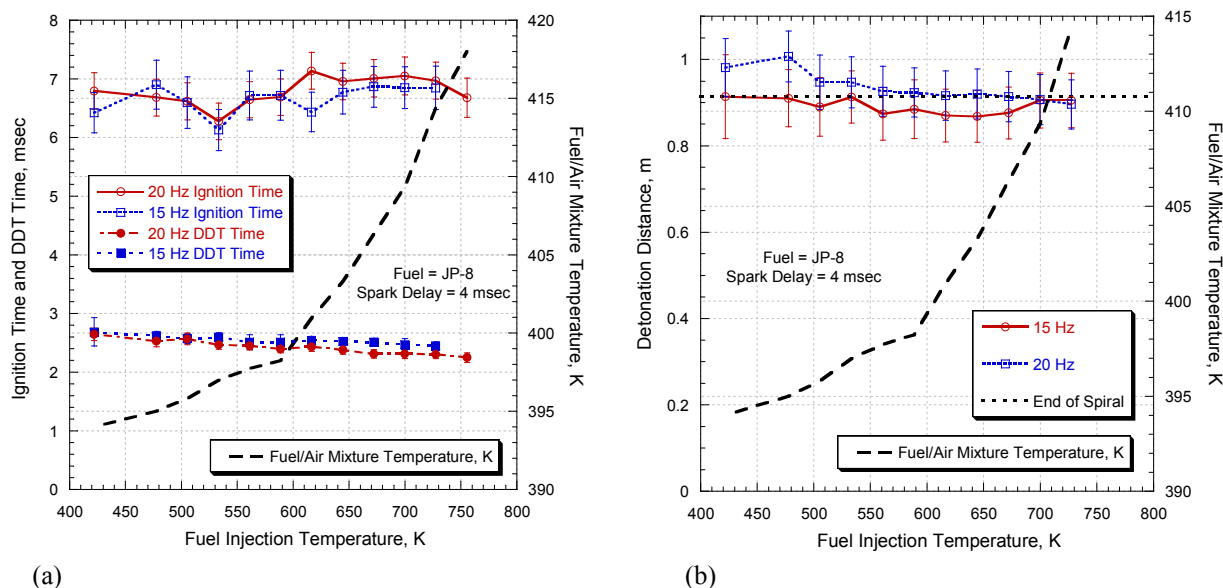 8
7
6
5
4
3
2
1
0
Ignition Time and DDT Time, msec
420
415
410
405
400
395
390
Fuel/Air Mixture Temperature, K
20 Hz Ignition Time
15 Hz Ignition Time
20 Hz DDT Time
15 Hz DDT Time
Fuel = JP-8
Spark Delay = 4 msec
Fuel/Air Mixture Temperature, K
400 450 500 550 600 650 700 750 800
Fuel Injection Temperature, K
(a)
1
0.8
0.6
0.4
0.2
0
Detonation Distance, m
415
410
405
400
395
390
Fuel/Air Mixture Temperature, K
Fuel = JP-8
Spark Delay = 4 msec
15 Hz
20 Hz
End of Spiral
Fuel/Air Mixture Temperature, K
400 450 500 550 600 650 700 750 800
Fuel Injection Temperature, K
(b)